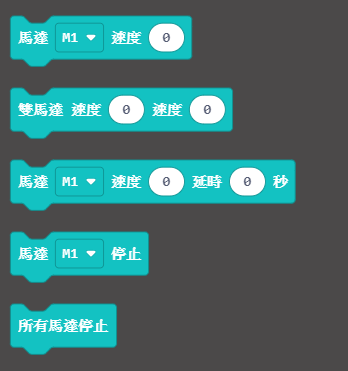 馬達 M1 速度 0
雙馬達 速度 0 速度 0
馬達 M1 速度 0 延時 0 秒
馬達 M1 停止
所有馬達停止